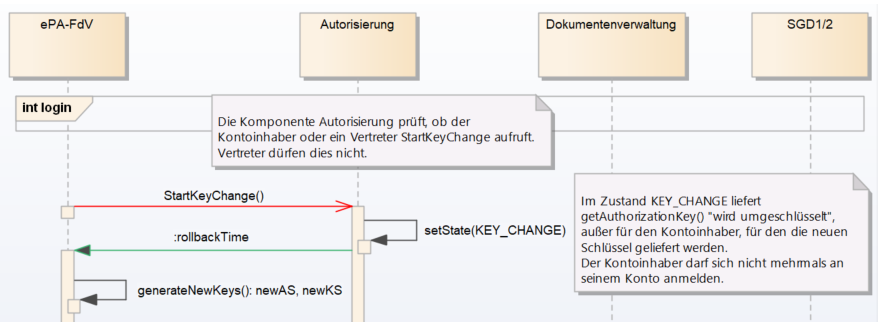 ePA-FdV
Autorisierung
Dokumentenverwaltung
SGD1/2
int login
Die Komponente Autorisierung prüft, ob der
Kontoinhaber oder ein Vertreter StartKeyChange aufruft.
Vertreter dürfen dies nicht.
StartKeyChange()
setState(KEY_CHANGE)
:rollbackTime
generateNewKeys(): newAS, newKS
Im Zustand KEY_CHANGE liefert
getAuthorizationKey() "wird umgeschlüsselt",
außer für den Kontoinhaber, für den die neuen
Schlüssel geliefert werden.
Der Kontoinhaber darf sich nicht mehrmals an
seinem Konto anmelden.